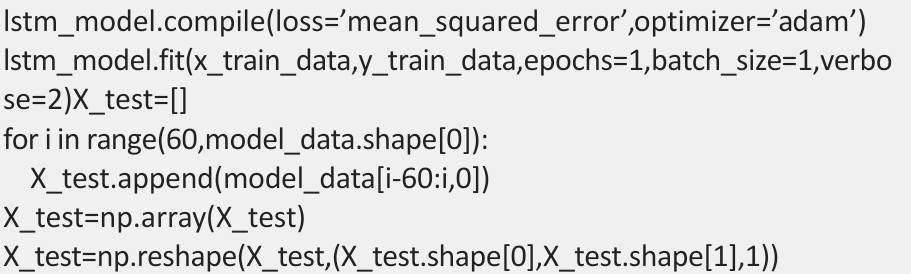 lstm_model.compile(loss=’mean_squared_error’,optimizer=’adam’)
lstm_model.fit(x_train_data,y_train_data,epochs=1,batch_size=1,verbo
se=2)X_test=[]
for i in range(60,model_data.shape[0]):
    X_test.append(model_data[i-60:i,0])
X_test=np.array(X_test)
X_test=np.reshape(X_test,(X_test.shape[0],X_test.shape[1],1))